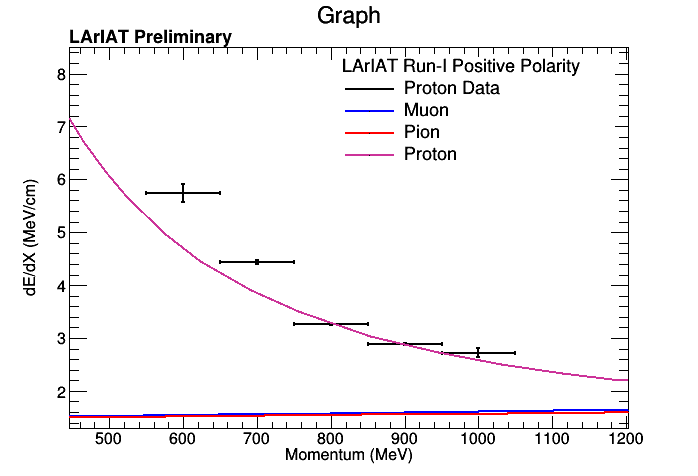 Graph
LArIAT Preliminary
LArIAT Run-I Positive Polarity
Proton Data
Muon
Pion
Proton
dE/dX (MeV/cm)
8
7
6
5
4
3
2
500 600 700 800 900 1000 1100 1200
Momentum (MeV)